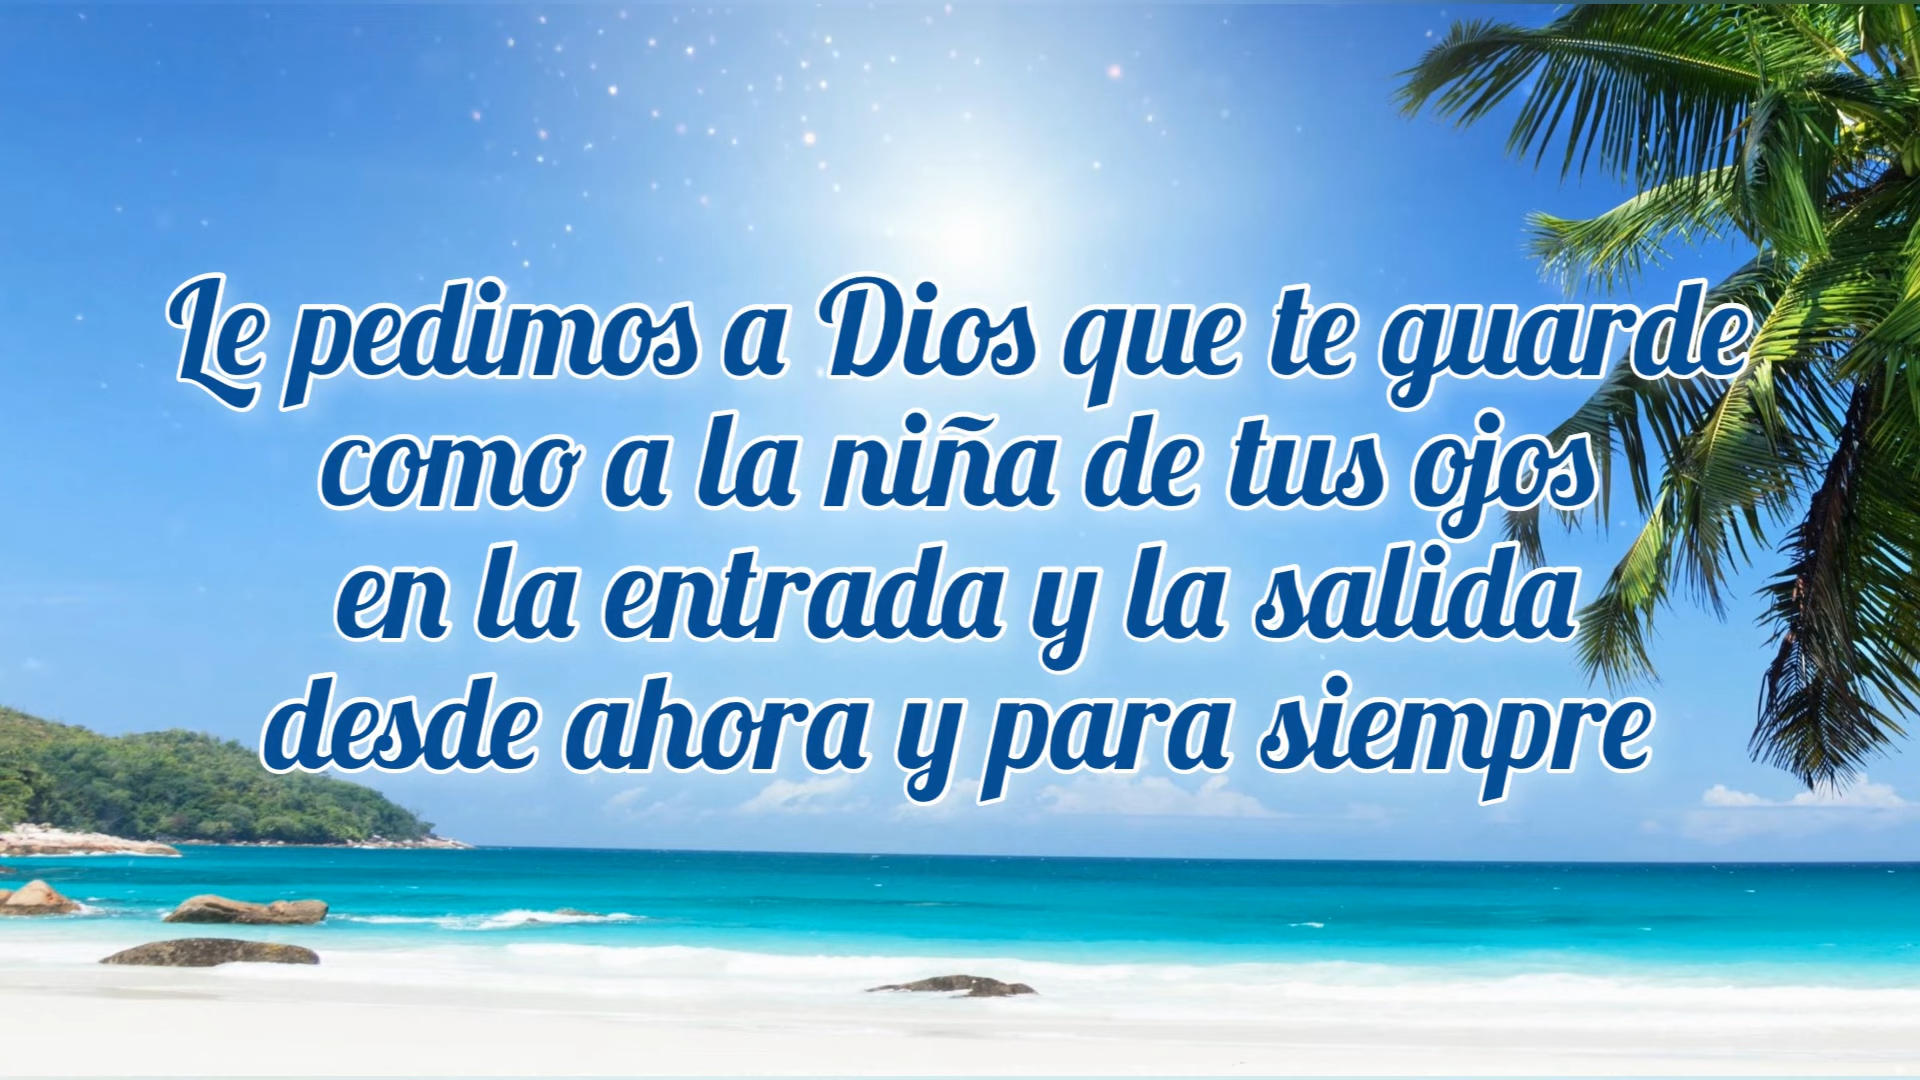 Le pedimos a Dios que te guarde
como a la niña de tus ojos
en la entrada y la salida
desde ahora y para siempre